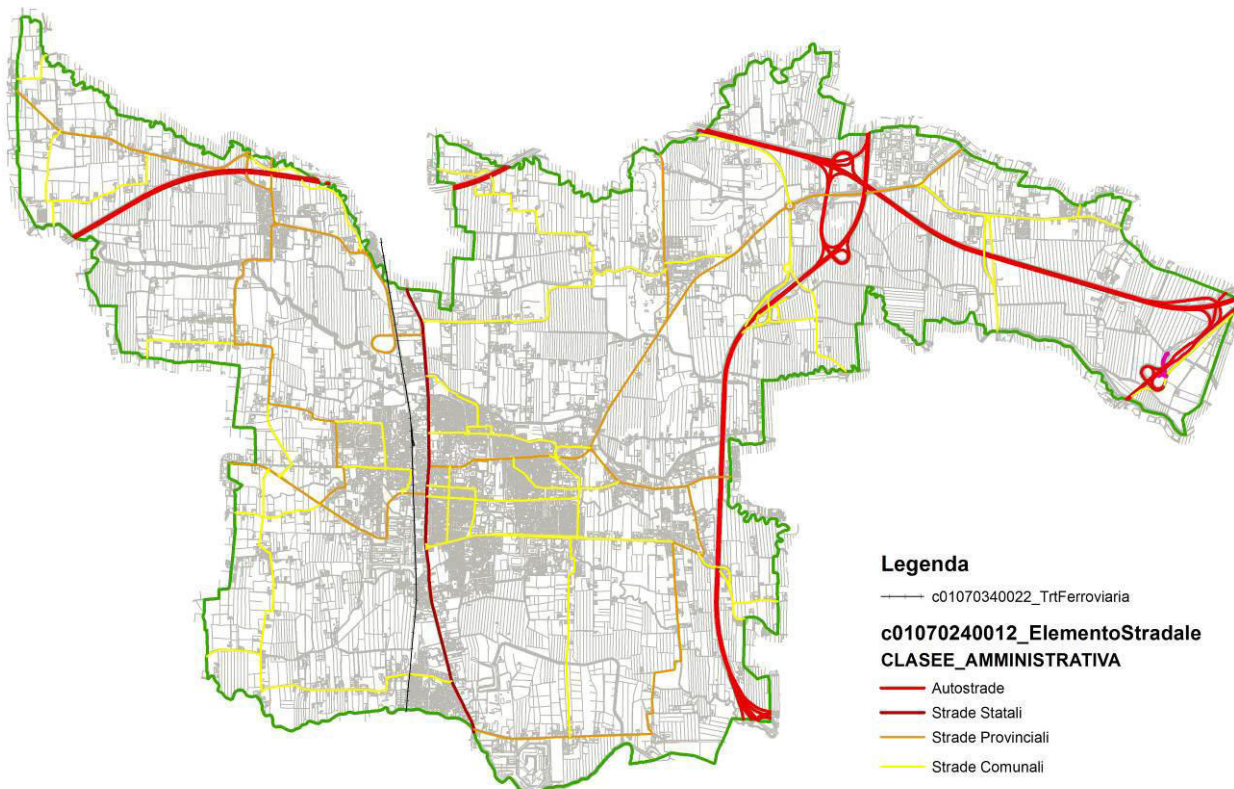 Legenda
c01070340022_TrtFerroviaria
c01070240012_ElementoStradale
CLASEE_AMMINISTRATIVA
Autostrade
Strade Statali
Strade Provinciali
Strade Comunali